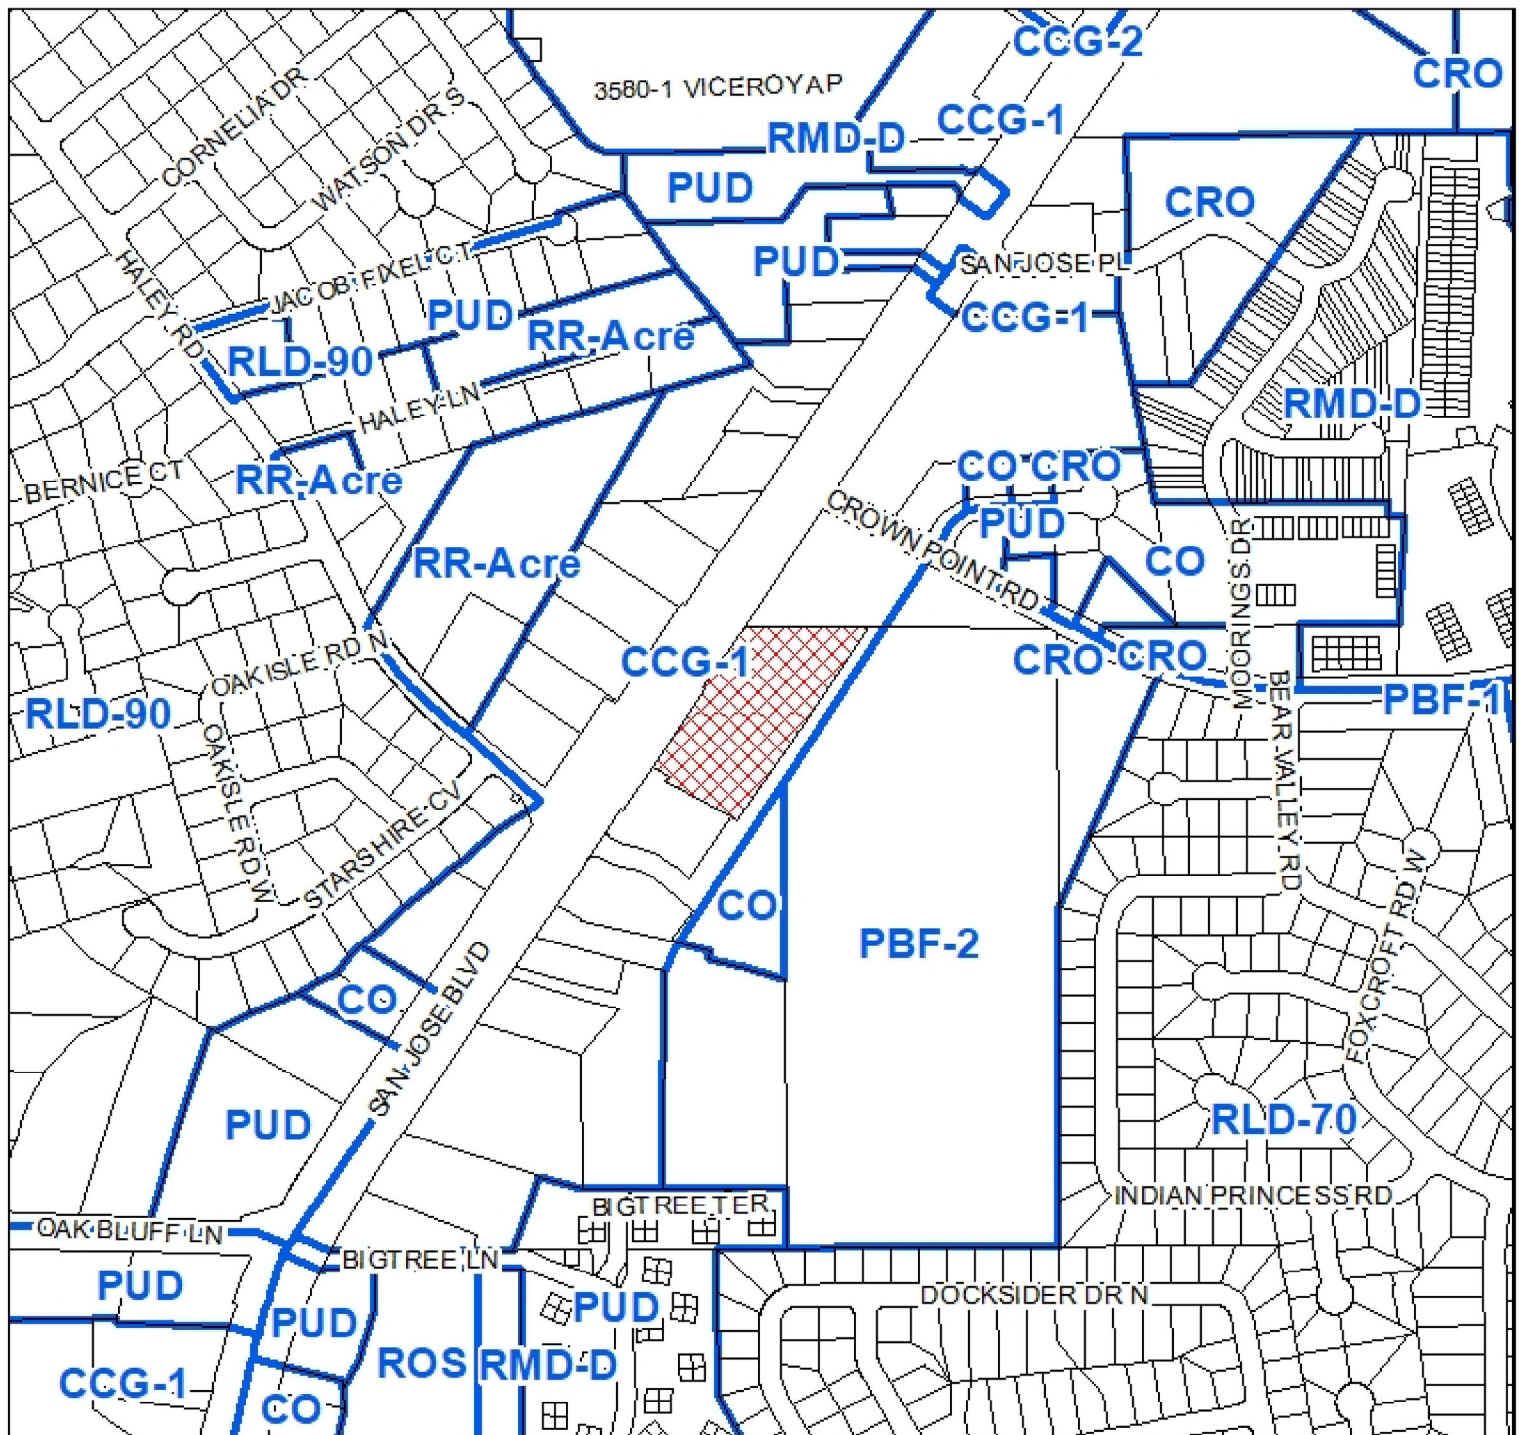 CCG-2
CRO
3580-1 VICEROY AP
CCG-1
RMD-D
CORNELIA DR
WATSON DR S
PUD
CRO
PUD
SAN JOSE PL
HALEY RD
JACOB FIXEL CT
PUD
CCG-1
RR-Acre
RLD-90
HALEY LN
RMD-D
BERNICE CT
RR-Acre
CO
CRO
CROWN POINT RD
PUD
RR-Acre
CO
MOORINGS DR
OAKISLE RD N
CCG-1
CRO
CRO
PBF-1
RLD-90
BEAR VALLEY RD
OAKISLE RD W
STARSHIRE CV
CO
PBF-2
FOXCROFT RD W
CO
SAN JOSE BLVD
PUD
RLD-70
INDIAN PRINCESS RD
BIGTREE TER
OAK BLUFF LN
BIGTREE LN
PUD
DOCKSIDER DR N
PUD
PUD
ROS
RMD-D
CCG-1
CO